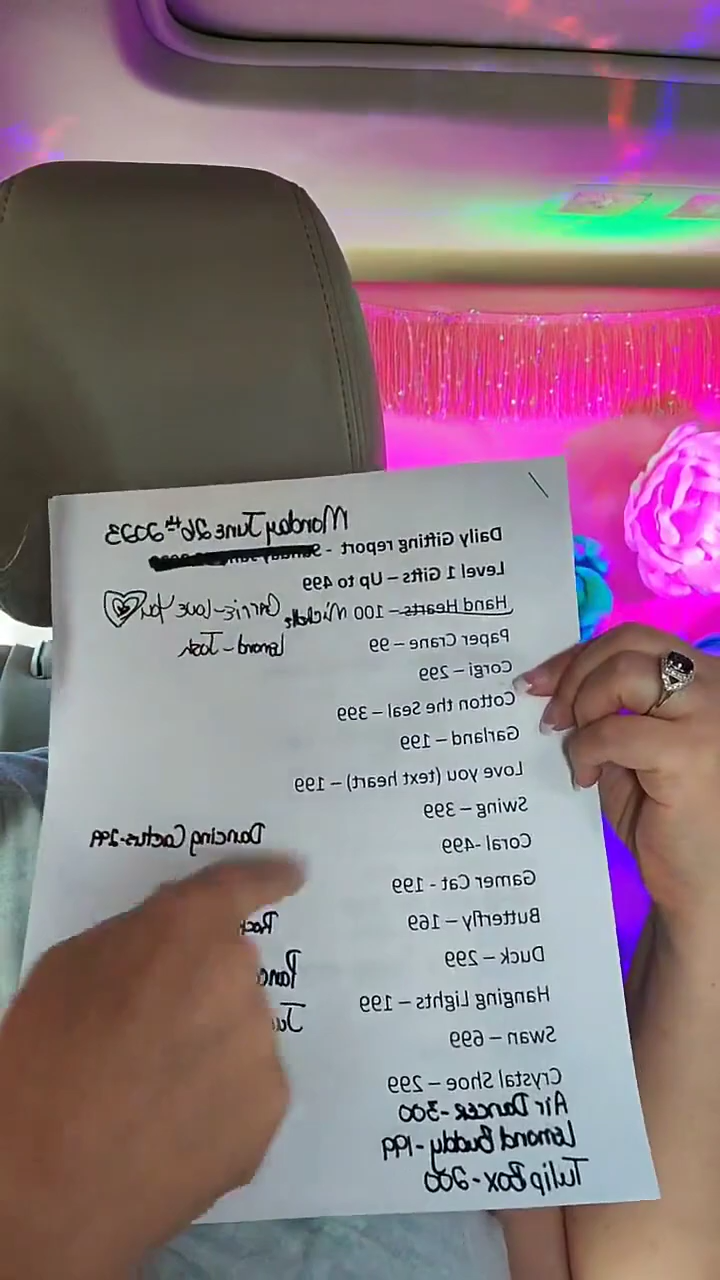 Monday June 26th 2023
Daily Gifting report -
Level 1 Gifts – Up to 499
Hand Hearts – 100 Michelle, Carrie-Love You
Lemond - Josh
Paper Crane – 99
Corgi – 299
Cotton the Seal – 399
Garland – 199
Love you (text heart) – 199
Swing – 399
Coral -499
Dancing Cactus-299
Gamer Cat - 199
Butterfly – 169
Duck – 299
Hanging Lights – 199
Swan – 699
Crystal Shoe – 299
Air Dancer-300
Lemond Buddy-199
Tulip Box-200